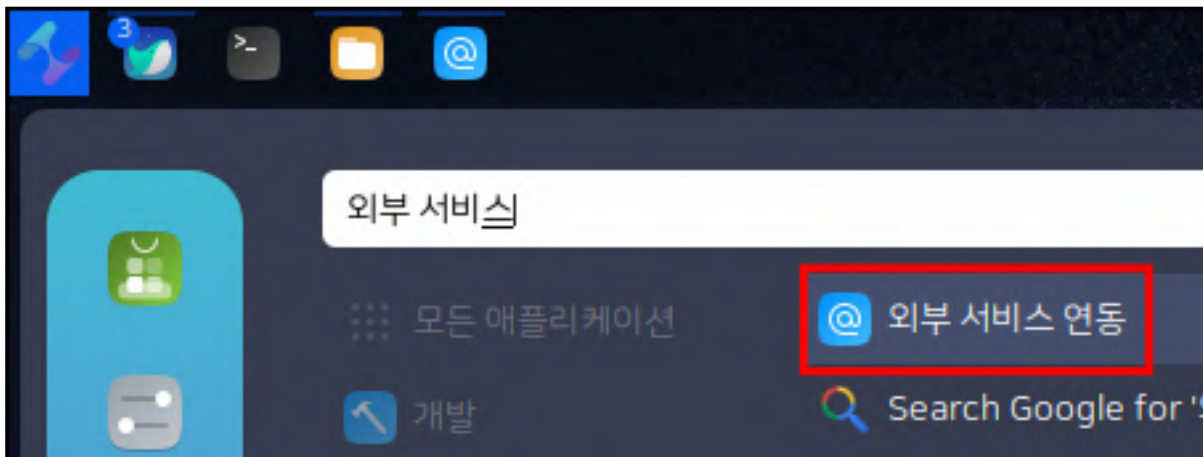 3
>_
@
외부 서비스
모든 애플리케이션
@ 외부 서비스 연동
개발
Search Google for '